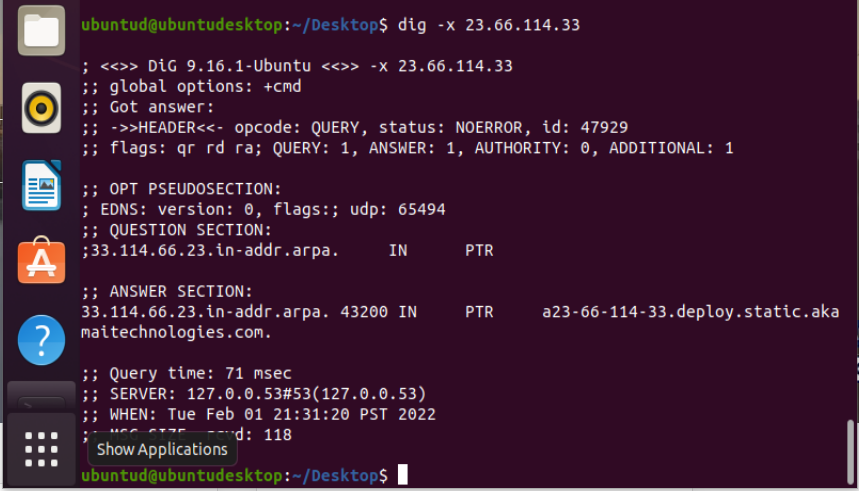 ubuntud@ubuntudesktop:~/Desktop$ dig -x 23.66.114.33
; <<>> DiG 9.16.1-Ubuntu <<>> -x 23.66.114.33
;; global options: +cmd
;; Got answer:
;; ->>HEADER<<- opcode: QUERY, status: NOERROR, id: 47929
;; flags: qr rd ra; QUERY: 1, ANSWER: 1, AUTHORITY: 0, ADDITIONAL: 1
;; OPT PSEUDOSECTION:
; EDNS: version: 0, flags:; udp: 65494
;; QUESTION SECTION:
;33.114.66.23.in-addr.arpa. IN PTR
;; ANSWER SECTION:
33.114.66.23.in-addr.arpa. 43200 IN PTR a23-66-114-33.deploy.static.aka
maitechnologies.com.
;; Query time: 71 msec
;; SERVER: 127.0.0.53#53(127.0.0.53)
;; WHEN: Tue Feb 01 21:31:20 PST 2022
;; MSG SIZE rcvd: 118
Show Applications
ubuntud@ubuntudesktop:~/Desktop$